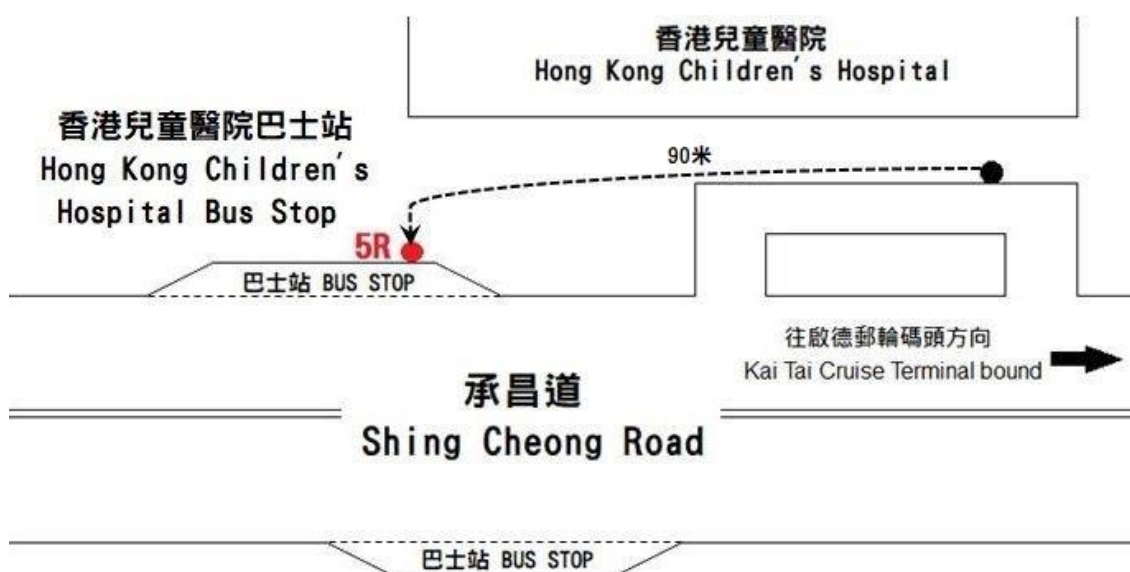 香港兒童醫院
Hong Kong Children's Hospital
香港兒童醫院巴士站
Hong Kong Children's
Hospital Bus Stop
90米
5R
巴士站 BUS STOP
往啟德郵輪碼頭方向
Kai Tai Cruise Terminal bound
承昌道
Shing Cheong Road
巴士站 BUS STOP